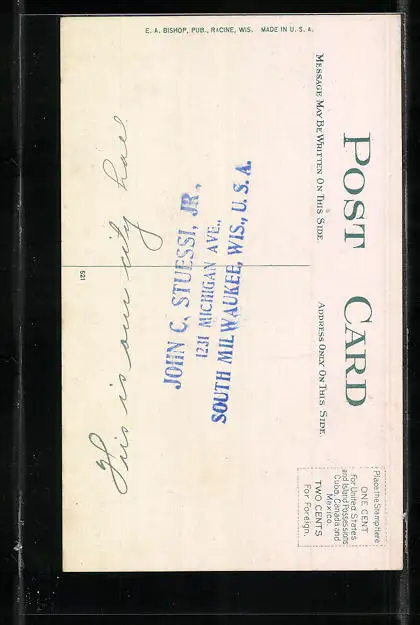 E. A. BISHOP, PUB., RACINE, WIS. MADE IN U. S. A.
POST CARD
MESSAGE MAY BE WRITTEN ON THIS SIDE
ADDRESS ONLY ON THIS SIDE.
Place the Stamp Here
ONE CENT
For United States
and Island Possessions
Cuba, Canada and
Mexico.
TWO CENTS
For Foreign.
This is our city hall
JOHN C. STUESSI, JR.,
1231 MICHIGAN AVE.,
SOUTH MILWAUKEE, WIS., U. S. A.
125